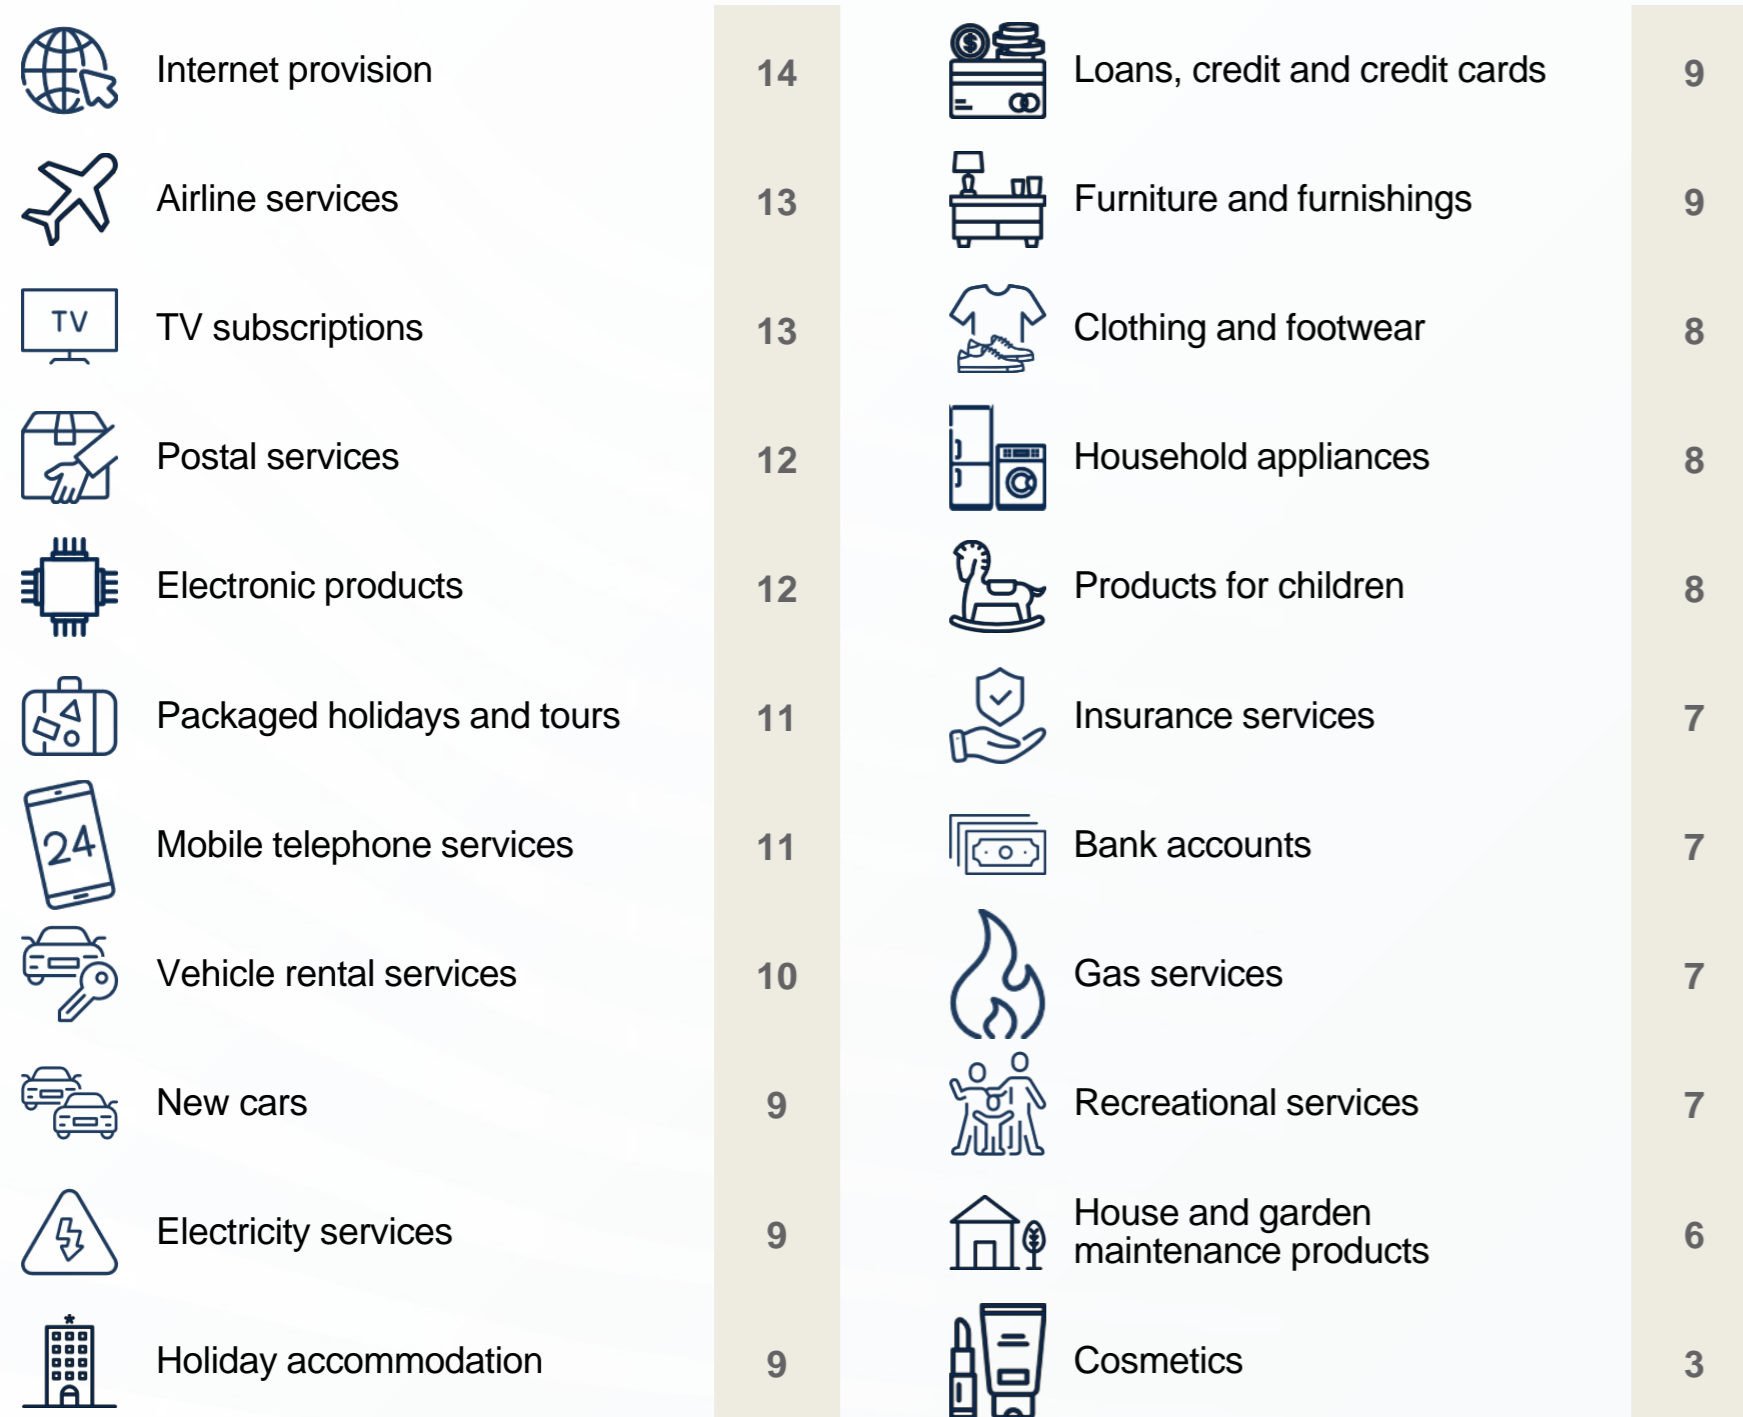 Internet provision 14
Airline services 13
TV
TV subscriptions 13
Postal services 12
Electronic products 12
Packaged holidays and tours 11
24
Mobile telephone services 11
Vehicle rental services 10
New cars 9
Electricity services 9
Holiday accommodation 9
$
Loans, credit and credit cards 9
Furniture and furnishings 9
Clothing and footwear 8
Household appliances 8
Products for children 8
Insurance services 7
Bank accounts 7
Gas services 7
Recreational services 7
House and garden
maintenance products 6
Cosmetics 3